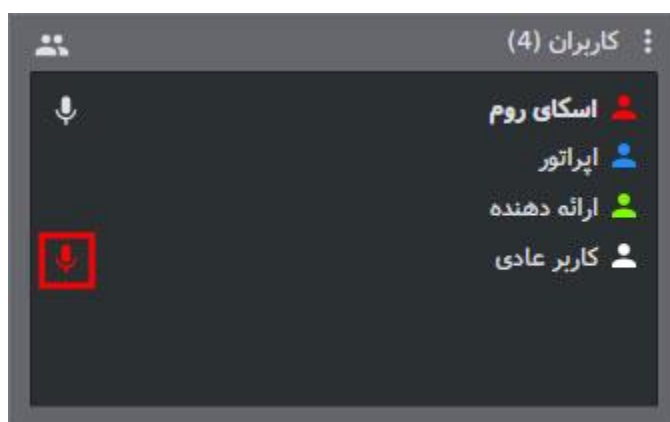 کاربران (4)
اسکای روم
اپراتور
ارائه دهنده
کاربر عادی